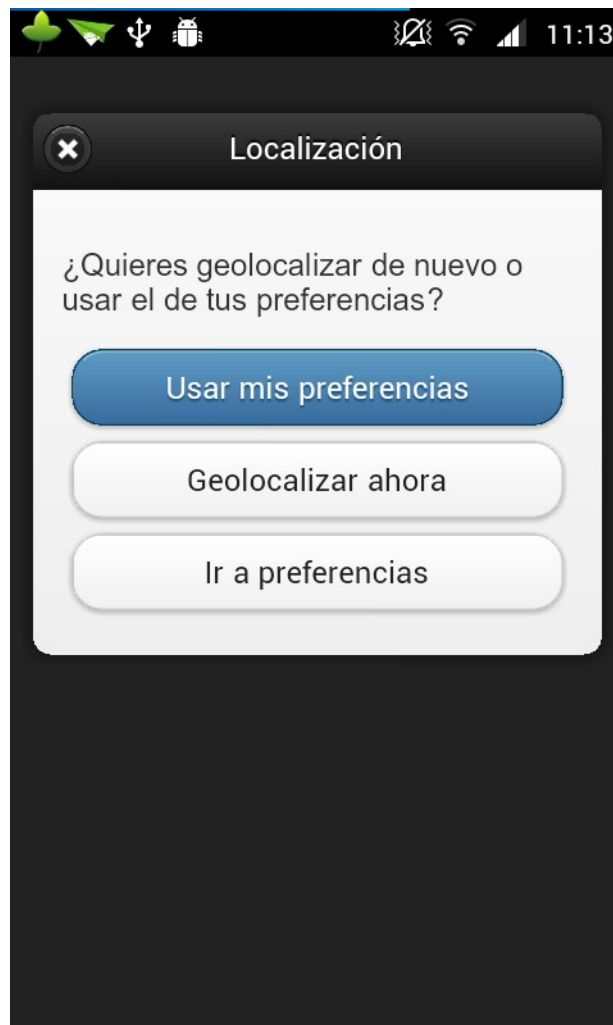 11:13
Localización
¿Quieres geolocalizar de nuevo o
usar el de tus preferencias?
Usar mis preferencias
Geolocalizar ahora
Ir a preferencias